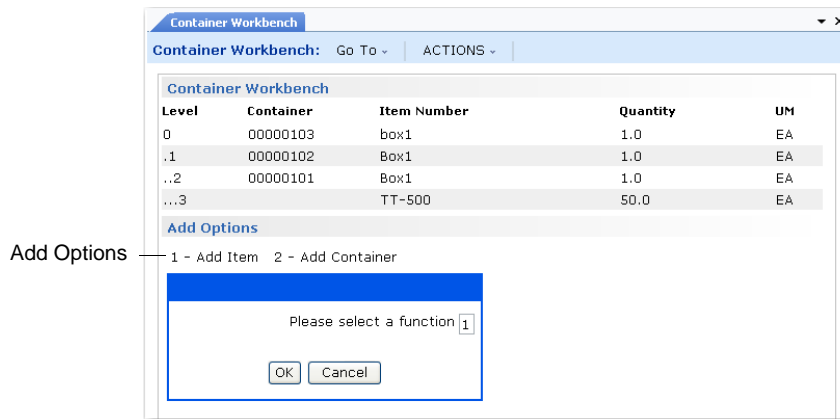 Container Workbench
Container Workbench: Go To ACTIONS
Container Workbench
Level Container Item Number Quantity UM
0 00000103 box1 1.0 EA
.1 00000102 Box1 1.0 EA
..2 00000101 Box1 1.0 EA
...3 TT-500 50.0 EA
Add Options
Add Options
1 - Add Item 2 - Add Container
Please select a function 1
OK Cancel